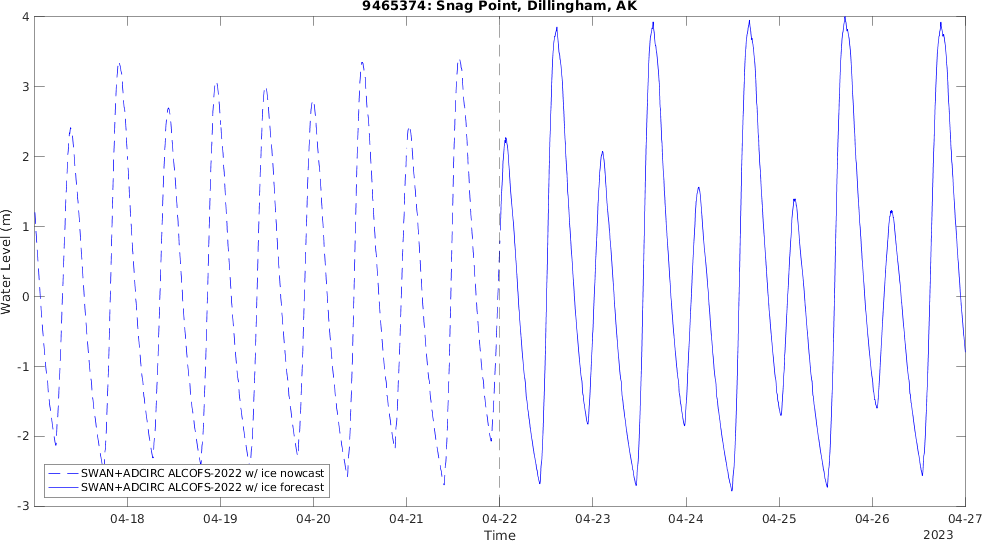 9465374: Snag Point, Dillingham, AK
4
3
2
1
0
-1
-2
-3
Water Level (m)
SWAN+ADCIRC ALCOFS-2022 w/ ice nowcast
SWAN+ADCIRC ALCOFS-2022 w/ ice forecast
04-18 04-19 04-20 04-21 04-22 04-23 04-24 04-25 04-26 04-27
Time
2023